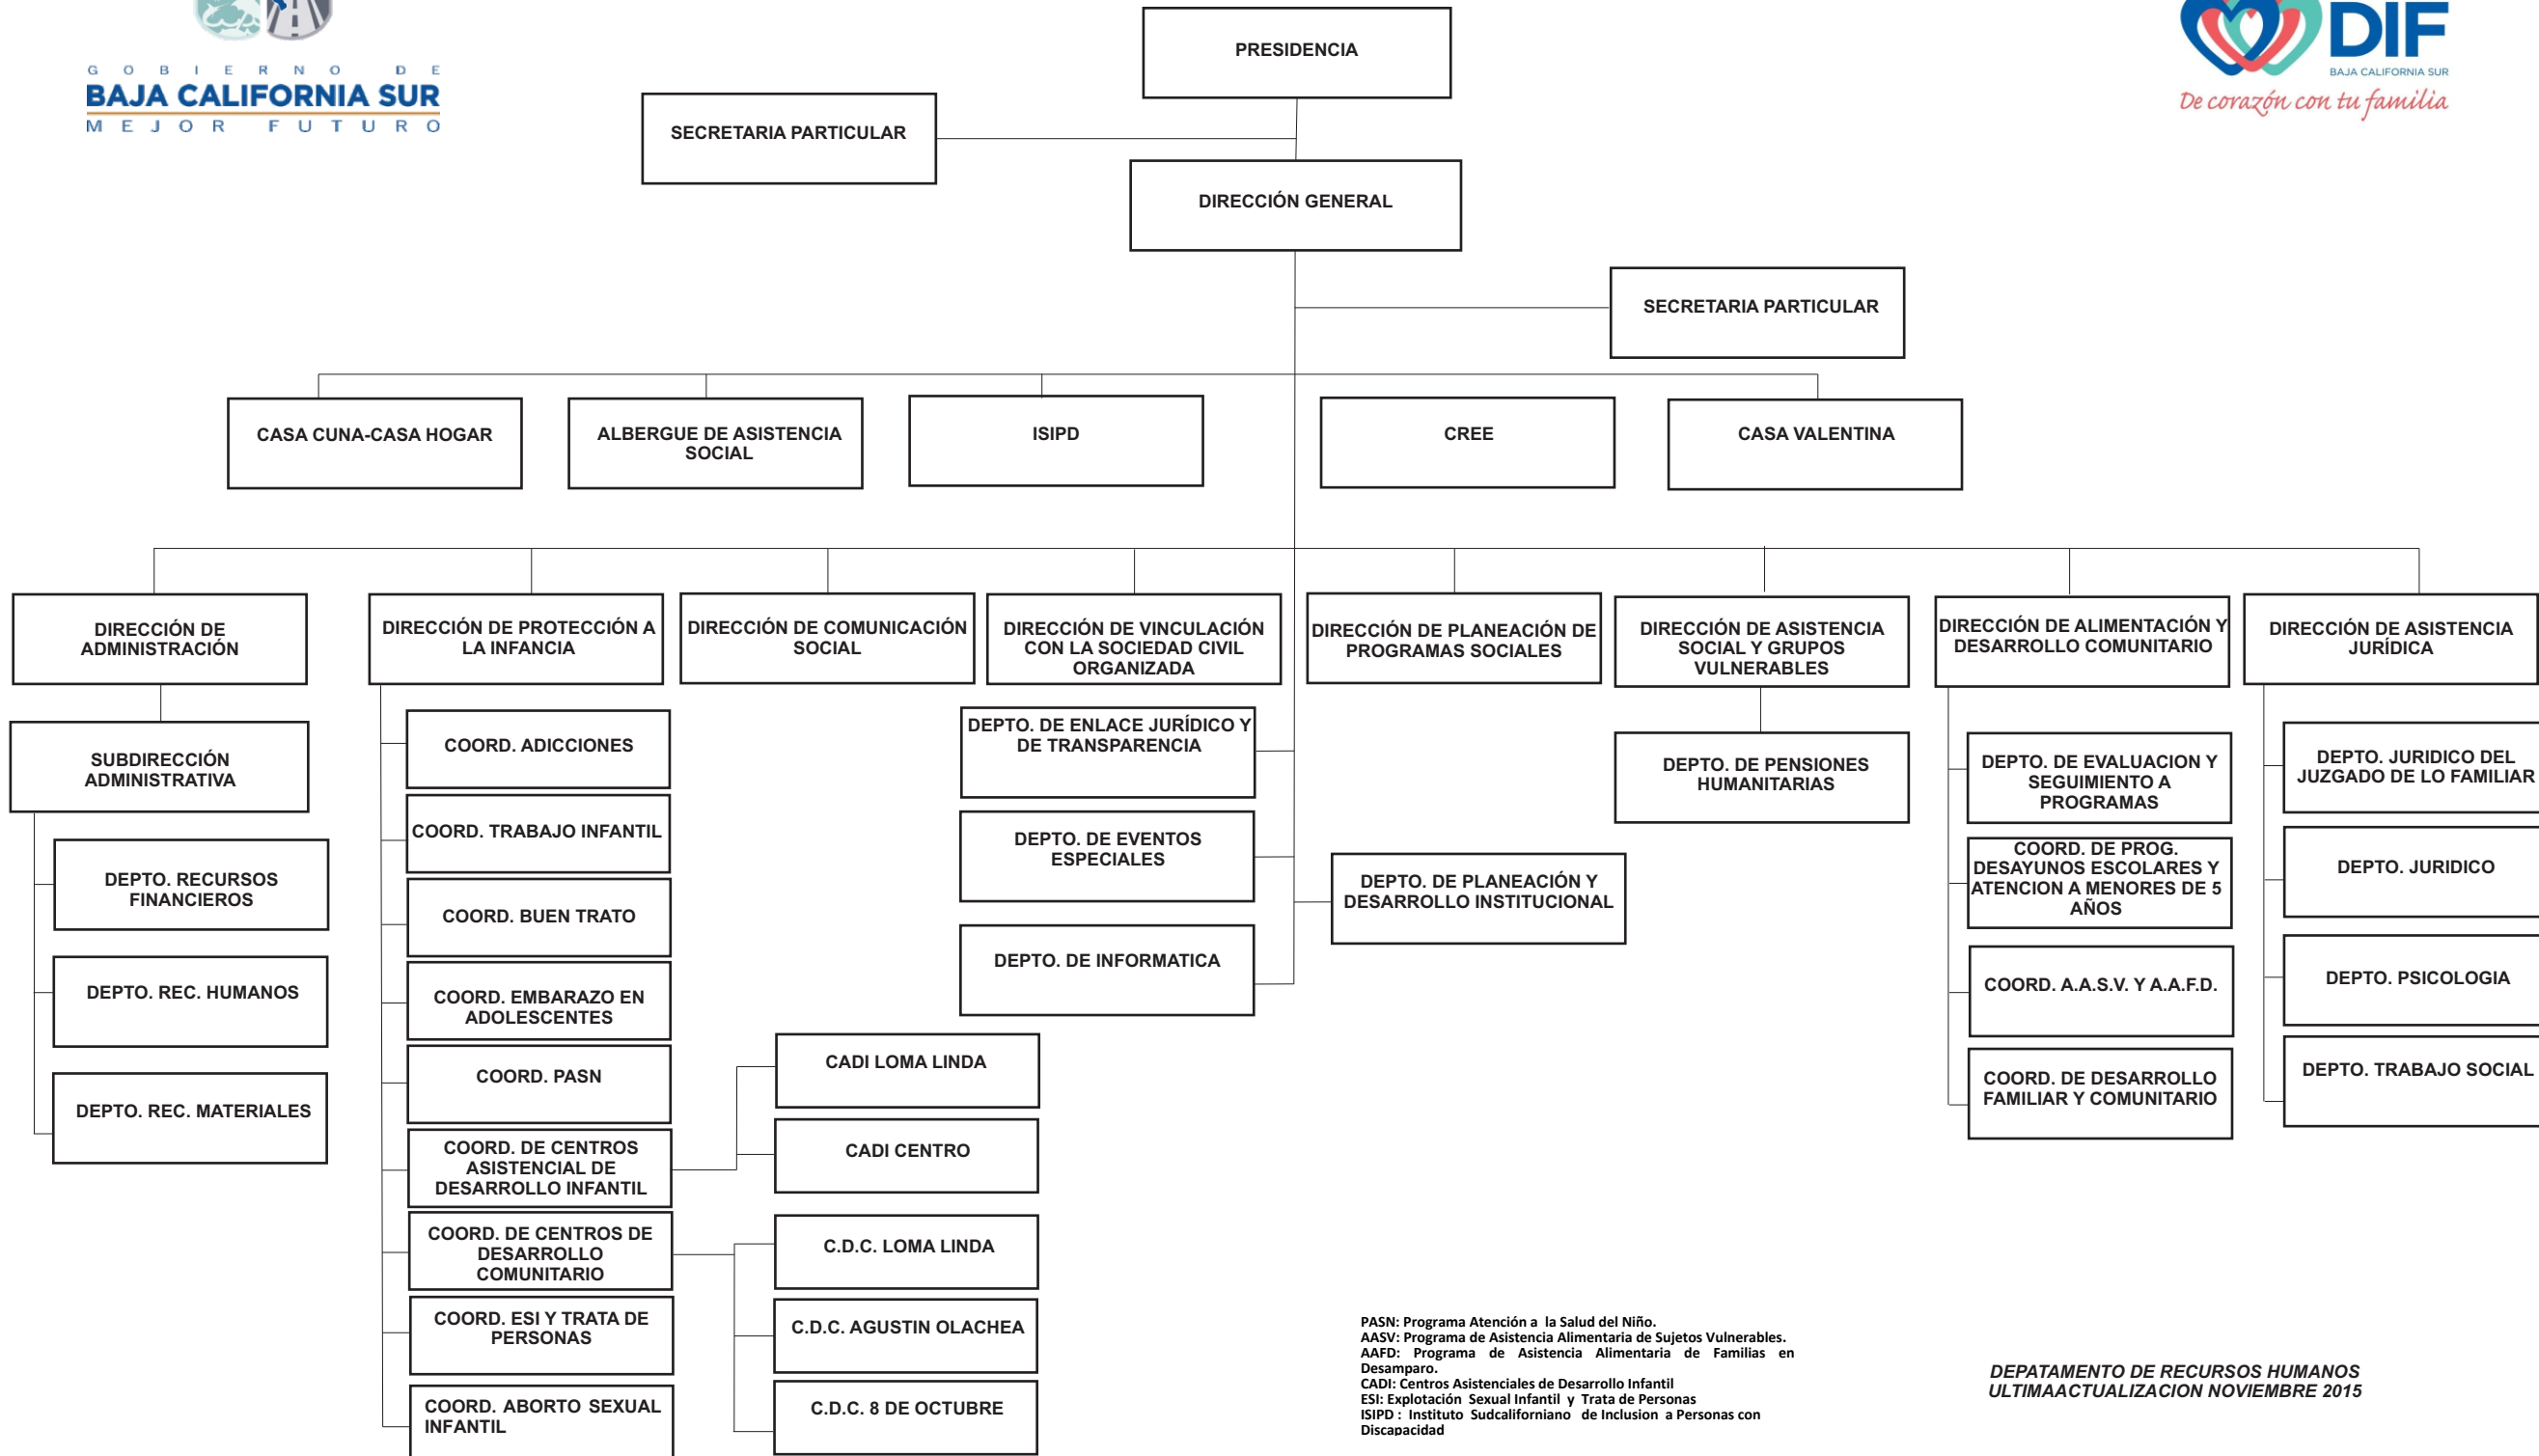 GOBIERNO DE
BAJA CALIFORNIA SUR
MEJOR FUTURO
DIF
BAJA CALIFORNIA SUR
De corazón con tu familia
PRESIDENCIA
SECRETARIA PARTICULAR
DIRECCIÓN GENERAL
SECRETARIA PARTICULAR
CASA CUNA-CASA HOGAR
ALBERGUE DE ASISTENCIA
SOCIAL
ISIPD
CREE
CASA VALENTINA
DIRECCIÓN DE
ADMINISTRACIÓN
DIRECCIÓN DE PROTECCIÓN A
LA INFANCIA
DIRECCIÓN DE COMUNICACIÓN
SOCIAL
DIRECCIÓN DE VINCULACIÓN
CON LA SOCIEDAD CIVIL
ORGANIZADA
DIRECCIÓN DE PLANEACIÓN DE
PROGRAMAS SOCIALES
DIRECCIÓN DE ASISTENCIA
SOCIAL Y GRUPOS
VULNERABLES
DIRECCIÓN DE ALIMENTACIÓN Y
DESARROLLO COMUNITARIO
DIRECCIÓN DE ASISTENCIA
JURÍDICA
SUBDIRECCIÓN
ADMINISTRATIVA
DEPTO. RECURSOS
FINANCIEROS
DEPTO. REC. HUMANOS
DEPTO. REC. MATERIALES
COORD. ADICCIONES
COORD. TRABAJO INFANTIL
COORD. BUEN TRATO
COORD. EMBARAZO EN
ADOLESCENTES
COORD. PASN
COORD. DE CENTROS
ASISTENCIAL DE
DESARROLLO INFANTIL
COORD. DE CENTROS DE
DESARROLLO
COMUNITARIO
COORD. ESI Y TRATA DE
PERSONAS
COORD. ABORTO SEXUAL
INFANTIL
CADI LOMA LINDA
CADI CENTRO
C.D.C. LOMA LINDA
C.D.C. AGUSTIN OLACHEA
C.D.C. 8 DE OCTUBRE
DEPTO. DE ENLACE JURÍDICO Y
DE TRANSPARENCIA
DEPTO. DE EVENTOS
ESPECIALES
DEPTO. DE INFORMATICA
DEPTO. DE PLANEACIÓN Y
DESARROLLO INSTITUCIONAL
DEPTO. DE PENSIONES
HUMANITARIAS
DEPTO. DE EVALUACION Y
SEGUIMIENTO A
PROGRAMAS
COORD. DE PROG.
DESAYUNOS ESCOLARES Y
ATENCION A MENORES DE 5
AÑOS
COORD. A.A.S.V. Y A.A.F.D.
COORD. DE DESARROLLO
FAMILIAR Y COMUNITARIO
DEPTO. JURIDICO DEL
JUZGADO DE LO FAMILIAR
DEPTO. JURIDICO
DEPTO. PSICOLOGIA
DEPTO. TRABAJO SOCIAL
PASN: Programa Atención a la Salud del Niño.
AASV: Programa de Asistencia Alimentaria de Sujetos Vulnerables.
AAFD: Programa de Asistencia Alimentaria de Familias en
Desamparo.
CADI: Centros Asistenciales de Desarrollo Infantil
ESI: Explotación Sexual Infantil y Trata de Personas
ISIPD : Instituto Sudcaliforniano de Inclusion a Personas con
Discapacidad
DEPATAMENTO DE RECURSOS HUMANOS
ULTIMAACTUALIZACION NOVIEMBRE 2015